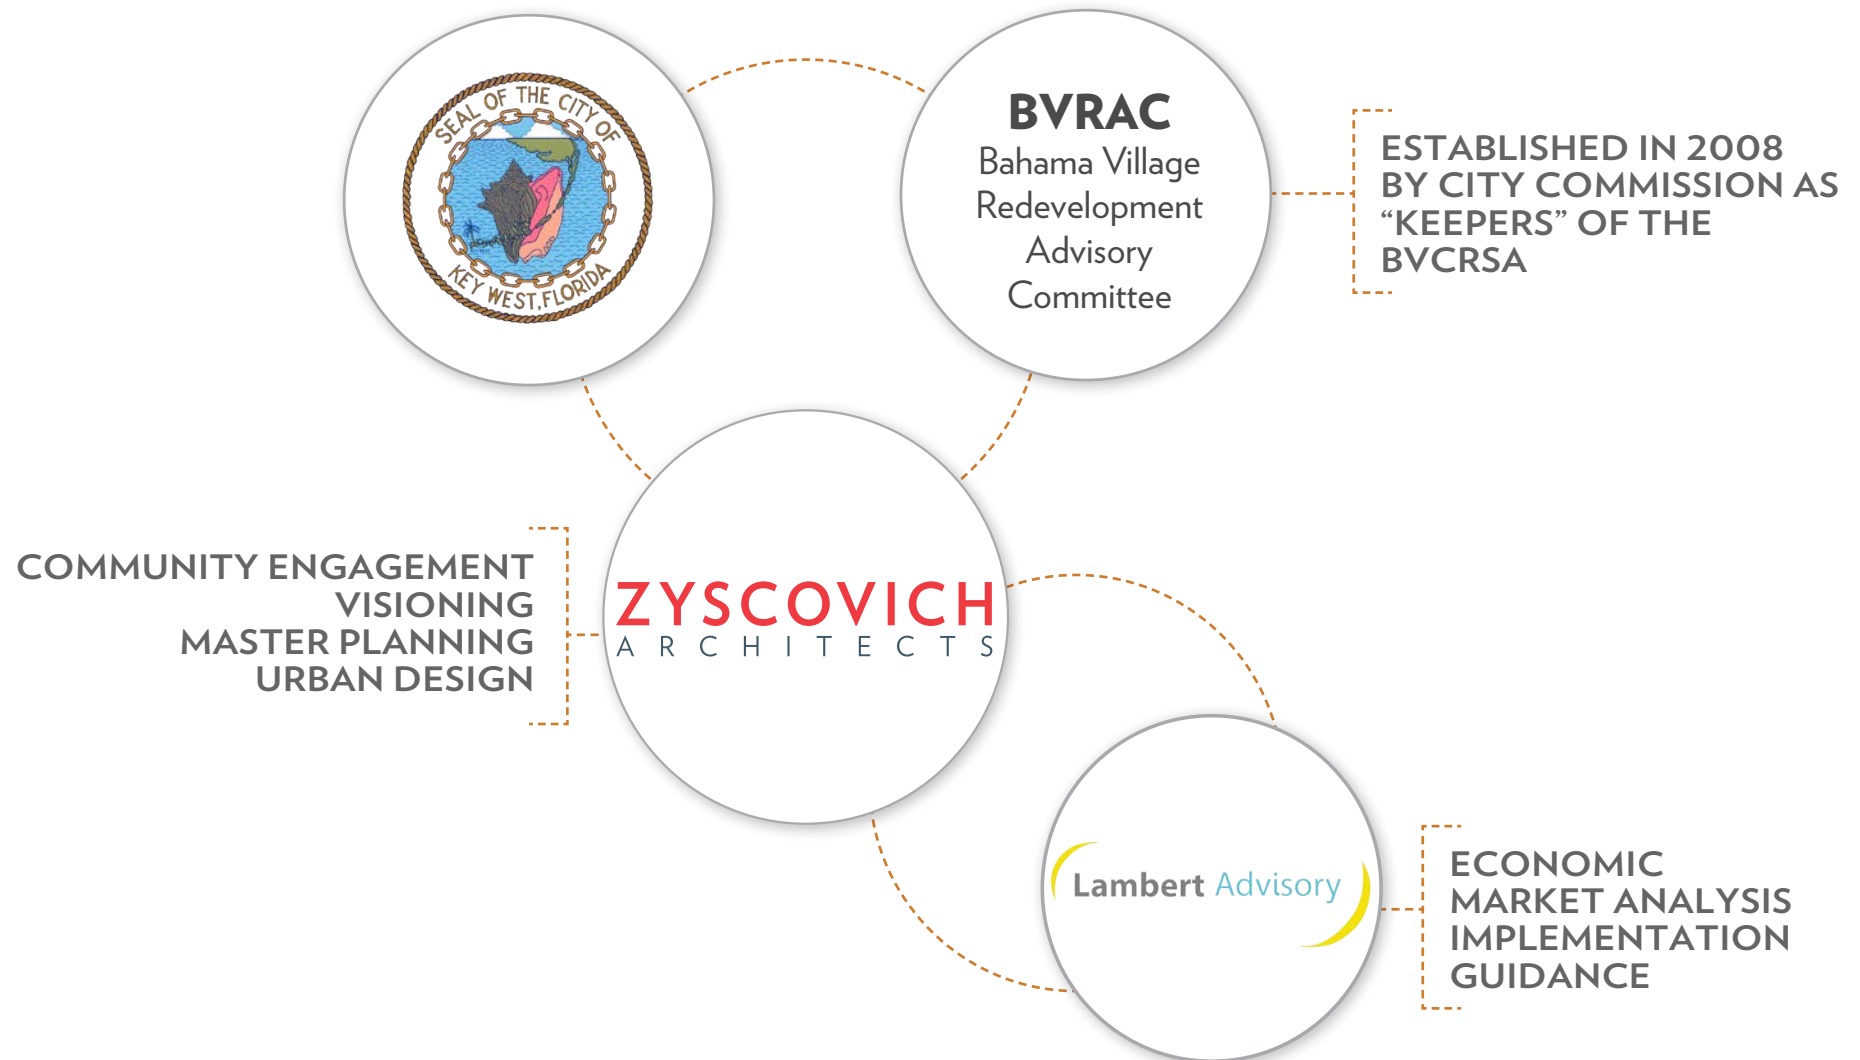 SEAL OF THE CITY OF
KEY WEST, FLORIDA
BVRAC
Bahama Village
Redevelopment
Advisory
Committee
ESTABLISHED IN 2008
BY CITY COMMISSION AS
“KEEPERS” OF THE
BVCRSA
COMMUNITY ENGAGEMENT
VISIONING
MASTER PLANNING
URBAN DESIGN
ZYSCOVICH
ARCHITECTS
Lambert Advisory
ECONOMIC
MARKET ANALYSIS
IMPLEMENTATION
GUIDANCE